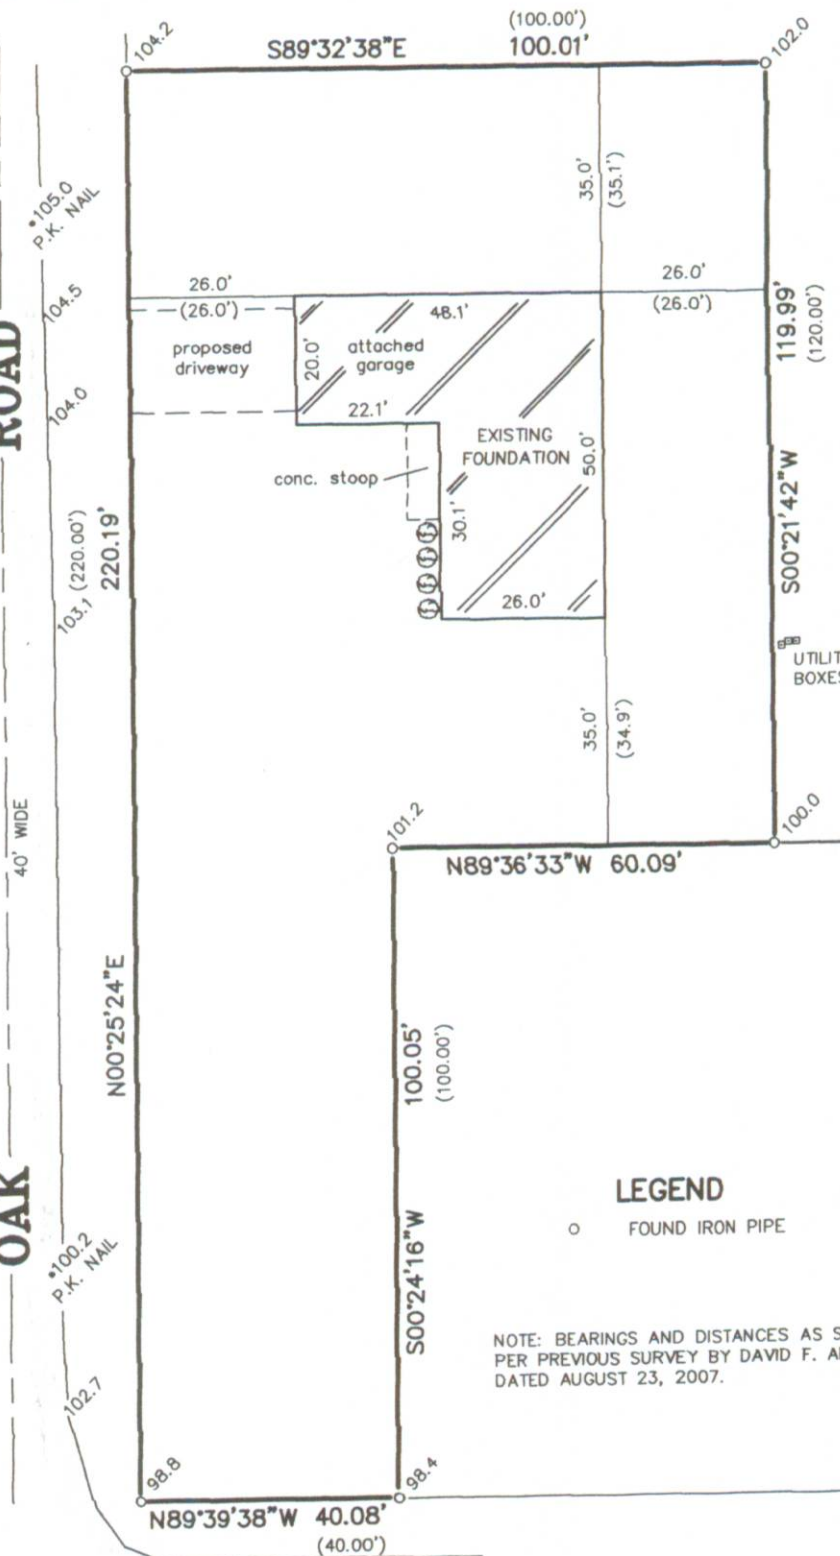 (100.00')
S89°32'38"E 100.01'
104.2
102.0
*105.0
P.K. NAIL
35.0'
(35.1')
26.0'
(26.0')
26.0'
(26.0')
104.5
48.1'
119.99'
(120.00')
ROAD
proposed
driveway
20.0'
attached
garage
104.0
22.1'
EXISTING
FOUNDATION
50.0'
conc. stoop
S00°21'42"W
30.1'
103.1
(220.00')
220.19'
26.0'
UTILIT
BOXES
35.0'
(34.9')
40' WIDE
101.2
100.0
N89°36'33"W 60.09'
N00°25'24"E
100.05'
(100.00')
OAK
LEGEND
FOUND IRON PIPE
S00°24'16"W
*100.2
P.K. NAIL
NOTE: BEARINGS AND DISTANCES AS S
PER PREVIOUS SURVEY BY DAVID F. A
DATED AUGUST 23, 2007.
102.7
98.8
98.4
N89°39'38"W 40.08'
(40.00')